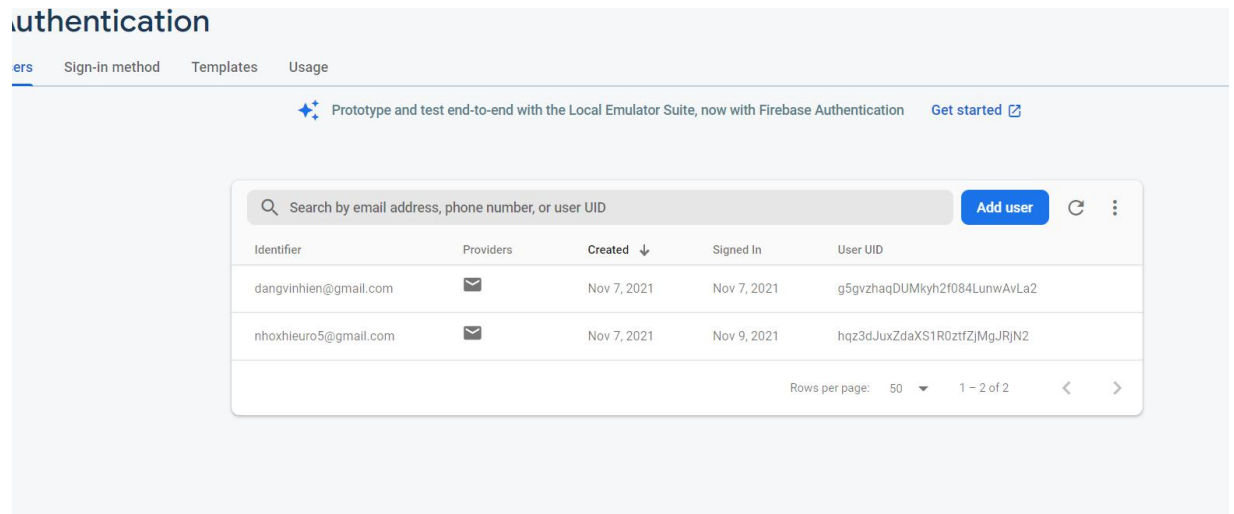 uthentication
ers Sign-in method Templates Usage
Prototype and test end-to-end with the Local Emulator Suite, now with Firebase Authentication Get started
Search by email address, phone number, or user UID Add user
Identifier Providers Created Signed In User UID
dangvinhien@gmail.com Nov 7, 2021 Nov 7, 2021 g5gvzhaqDUMkyh2f084LunwAvLa2
nhoxhieuro5@gmail.com Nov 7, 2021 Nov 9, 2021 hqz3dJuxZdaXS1R0ztfZjMgJRjN2
Rows per page: 50 1 – 2 of 2